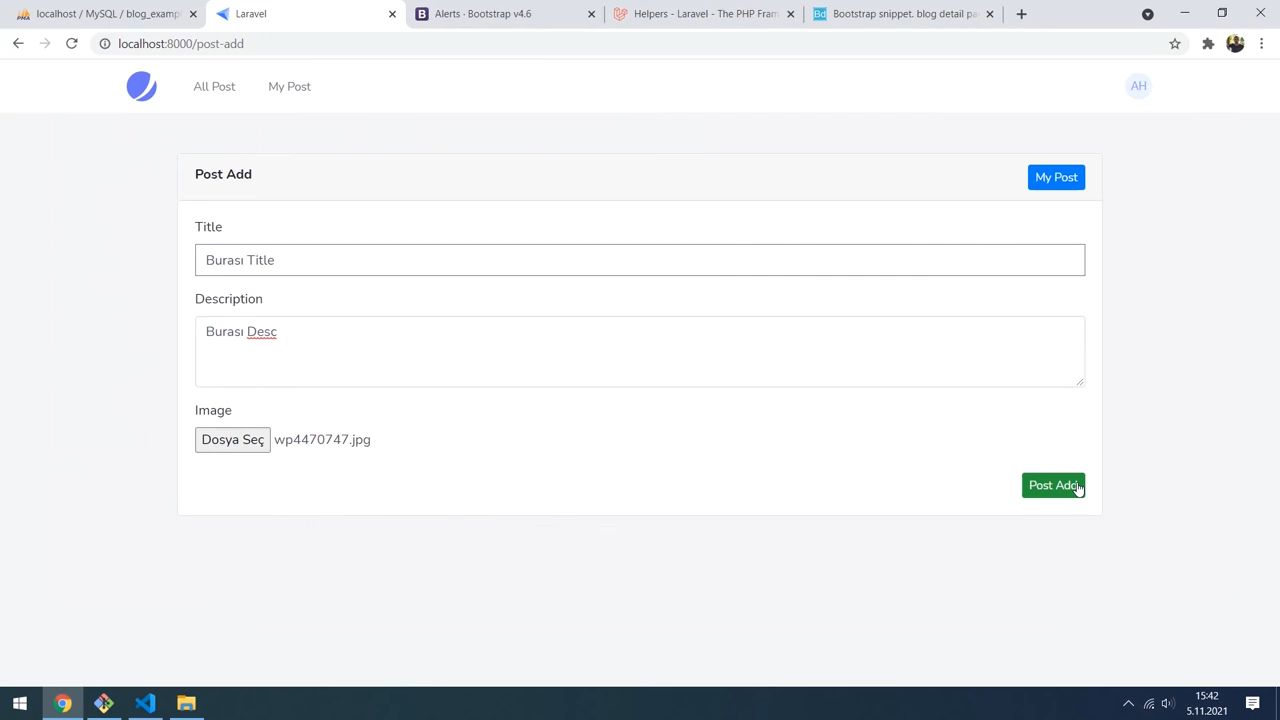 localhost / MySQL / blog_examp
Laravel
Alerts · Bootstrap v4.6
Helpers - Laravel - The PHP Fram
Bd
Bootstrap snippet. blog detail pa
localhost:8000/post-add
All Post
My Post
AH
Post Add
My Post
Title
Burası Title
Description
Burası Desc
Image
Dosya Seç wp4470747.jpg
Post Add
15:42
5.11.2021